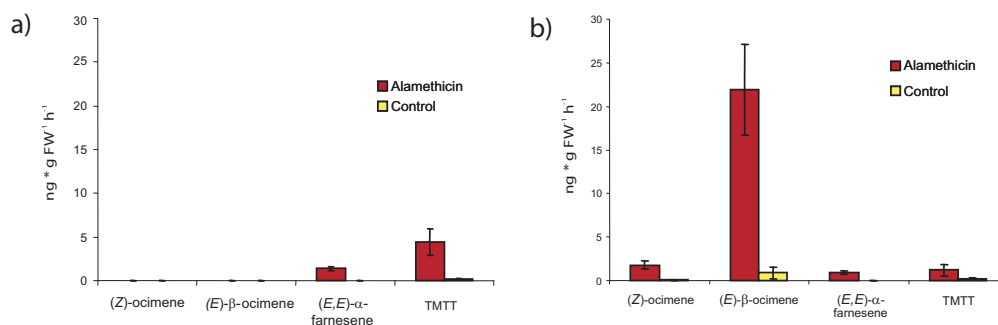 a)
30
25
20
15
10
5
0
ng * g FW⁻¹ h⁻¹
Alamethicin
Control
(Z)-ocimene
(E)-β-ocimene
(E,E)-α-
farnesene
TMTT
b)
30
25
20
15
10
5
0
ng * g FW⁻¹ h⁻¹
Alamethicin
Control
(Z)-ocimene
(E)-β-ocimene
(E,E)-α-
farnesene
TMTT